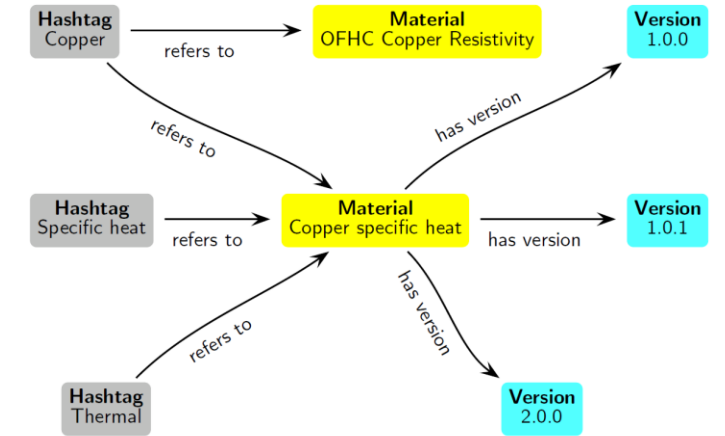 Hashtag
Copper
refers to
Material
OFHC Copper Resistivity
Version
1.0.0
refers to
has version
Hashtag
Specific heat
refers to
Material
Copper specific heat
has version
Version
1.0.1
refers to
has version
Hashtag
Thermal
Version
2.0.0